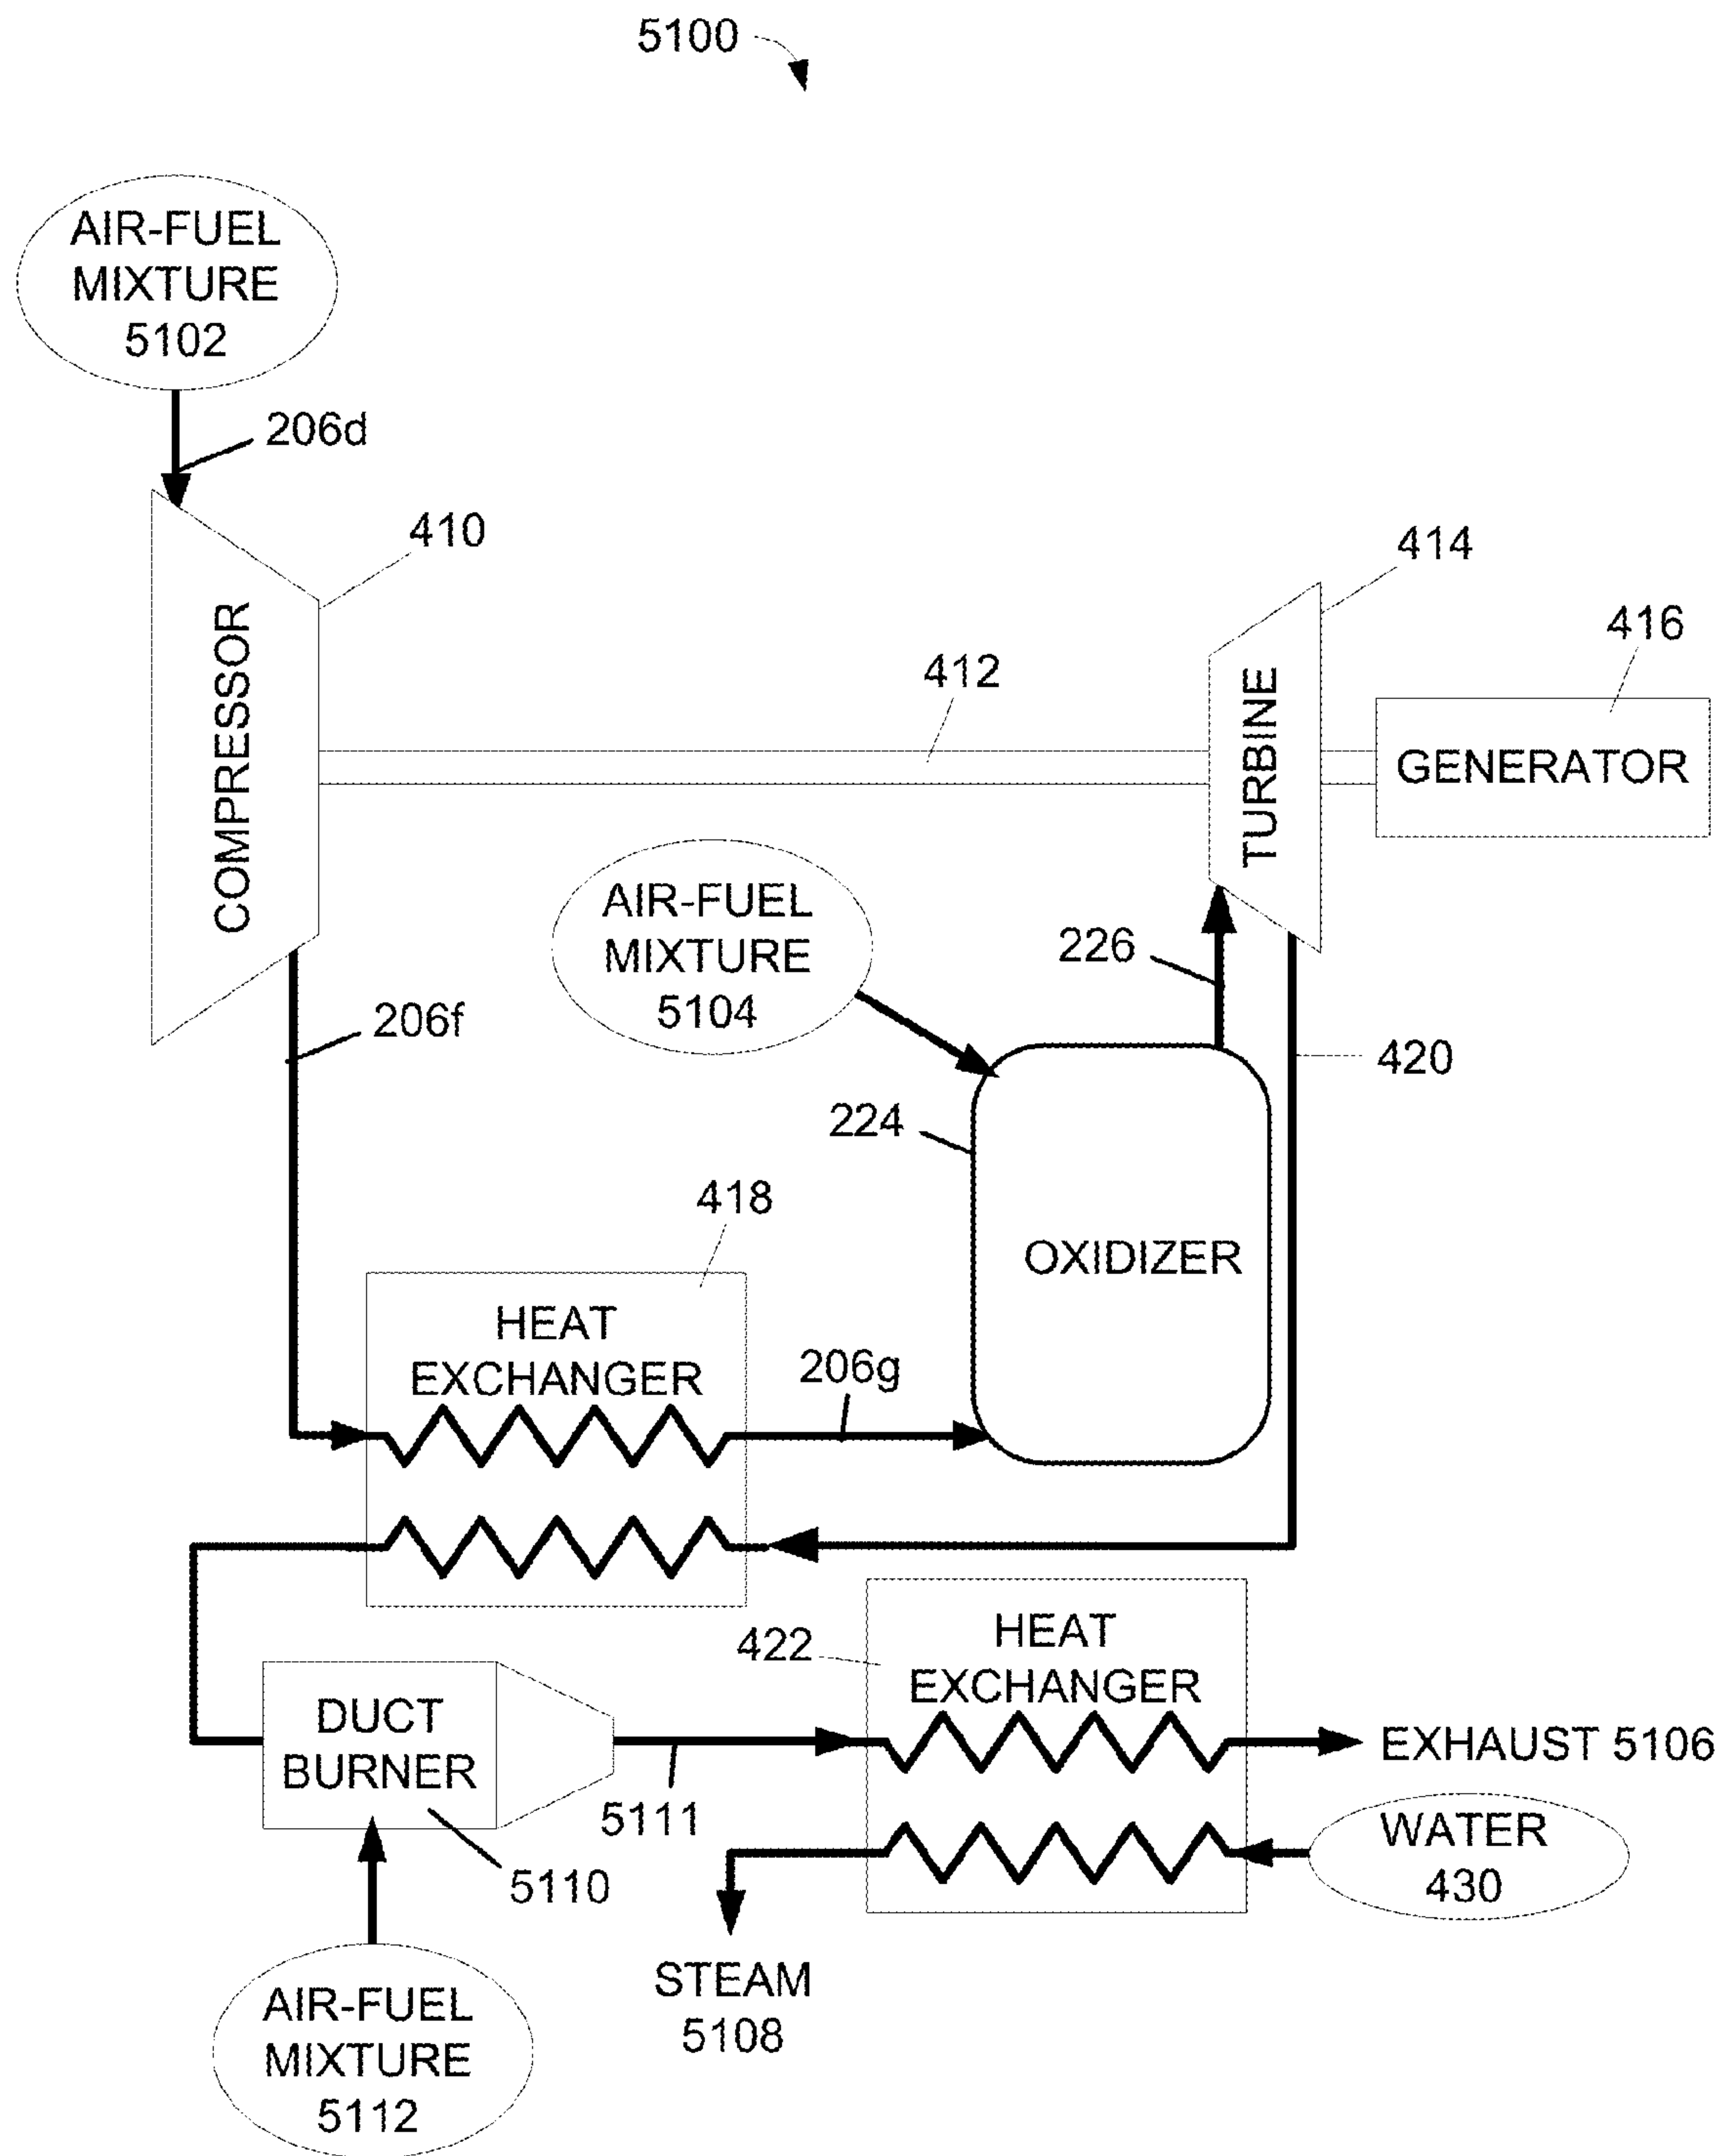 5100
AIR-FUEL
MIXTURE
5102
206d
410
COMPRESSOR
414
TURBINE
416
GENERATOR
412
AIR-FUEL
MIXTURE
5104
226
206f
420
224
OXIDIZER
418
HEAT
EXCHANGER
206g
422
HEAT
EXCHANGER
DUCT
BURNER
5111
EXHAUST 5106
5110
WATER
430
STEAM
5108
AIR-FUEL
MIXTURE
5112